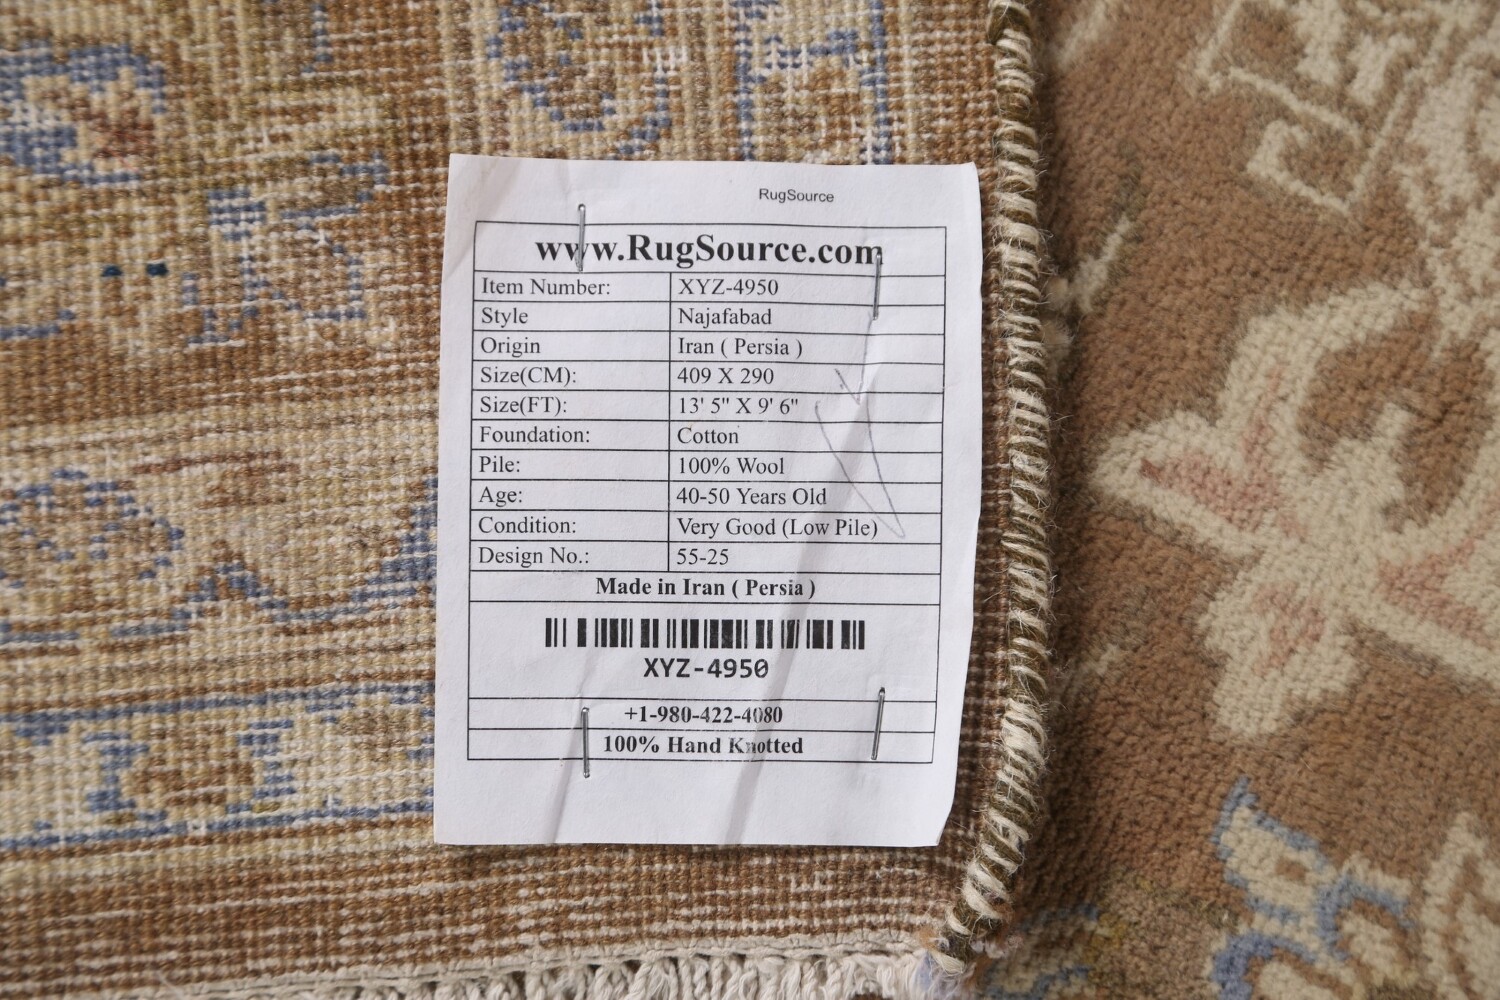 RugSource
www.RugSource.com
Item Number: XYZ-4950
Style Najafabad
Origin Iran ( Persia )
Size(CM): 409 X 290
Size(FT): 13' 5" X 9' 6"
Foundation: Cotton
Pile: 100% Wool
Age: 40-50 Years Old
Condition: Very Good (Low Pile)
Design No.: 55-25
Made in Iran ( Persia )
XYZ-4950
+1-980-422-4080
100% Hand Knotted